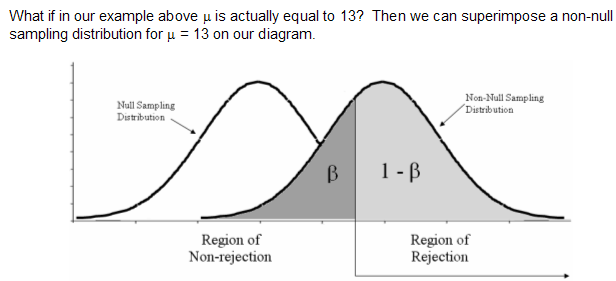 What if in our example above μ is actually equal to 13?  Then we can superimpose a non-null
sampling distribution for μ = 13 on our diagram.
Null Sampling
Distribution
Non-Null Sampling
Distribution
β
1 - β
Region of
Non-rejection
Region of
Rejection